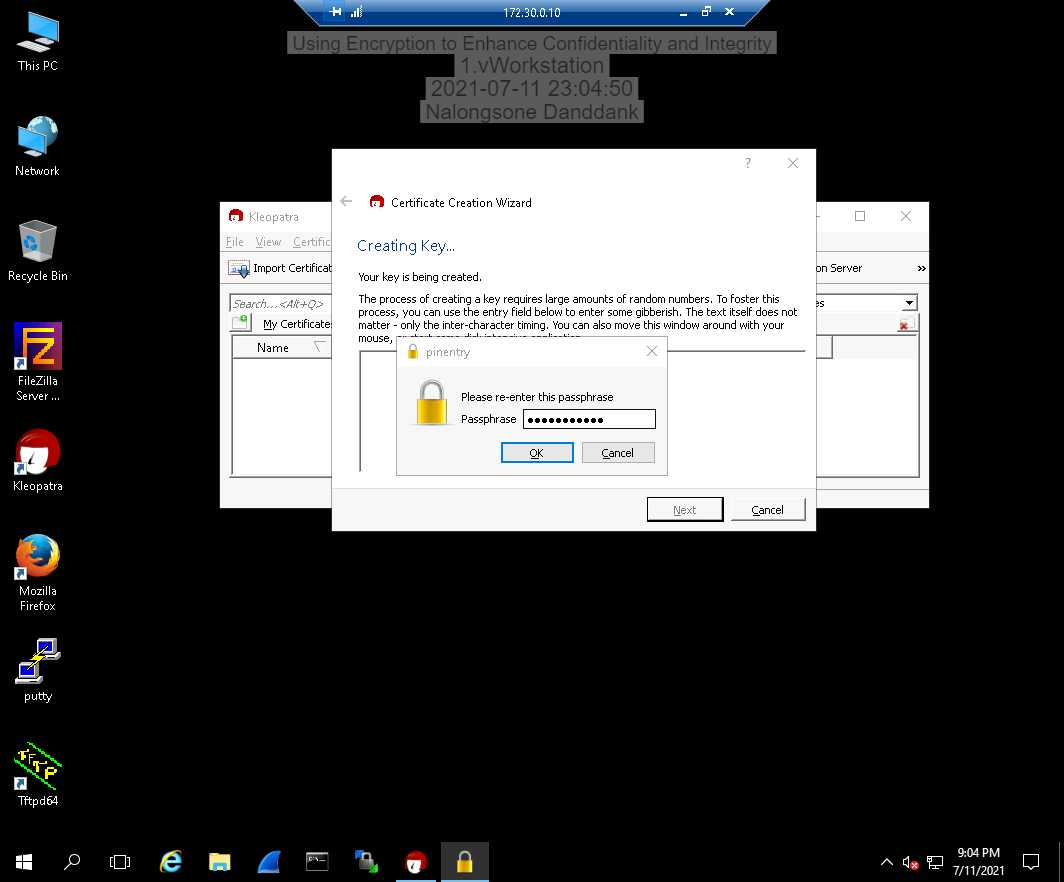 172.30.0.10
Using Encryption to Enhance Confidentiality and Integrity
1.vWorkstation
2021-07-11 23:04:50
Nalongsone Danddank
This PC
Network
Recycle Bin
FileZilla
Server ...
Kleopatra
Mozilla
Firefox
putty
TFTP
Tftpd64
Kleopatra
File View Certific
Import Certificat
on Server
»
Search...<Alt+Q>
es
My Certificate
Name
?
Certificate Creation Wizard
Creating Key...
Your key is being created.
The process of creating a key requires large amounts of random numbers. To foster this
process, you can use the entry field below to enter some gibberish. The text itself does not
matter - only the inter-character timing. You can also move this window around with your
mouse,
pinentry
Please re-enter this passphrase
Passphrase ●●●●●●●●●●●
OK Cancel
Next Cancel
9:04 PM
7/11/2021